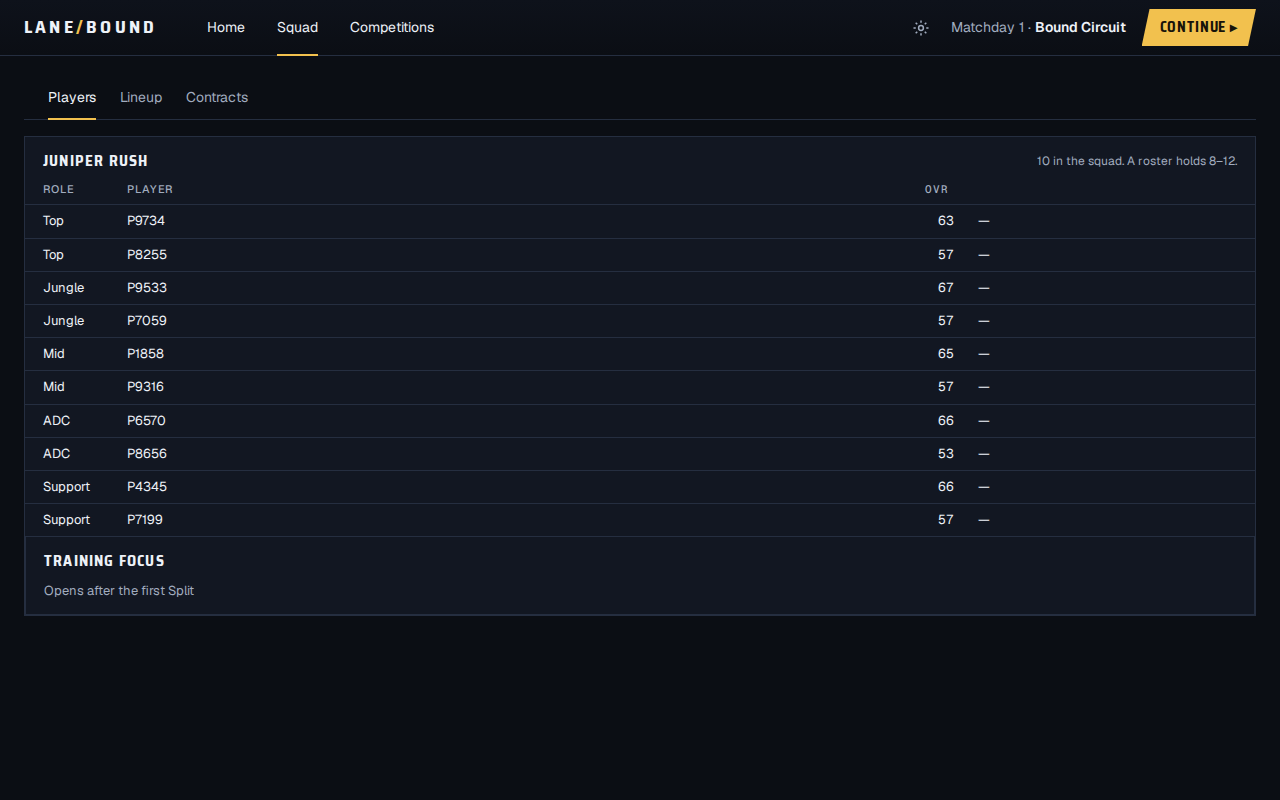 LANE/BOUND Home Squad Competitions Matchday 1 · Bound Circuit CONTINUE ▸
Players Lineup Contracts
JUNIPER RUSH 10 in the squad. A roster holds 8–12.
ROLE PLAYER OVR
Top P9734 63 —
Top P8255 57 —
Jungle P9533 67 —
Jungle P7059 57 —
Mid P1858 65 —
Mid P9316 57 —
ADC P6570 66 —
ADC P8656 53 —
Support P4345 66 —
Support P7199 57 —
TRAINING FOCUS
Opens after the first Split